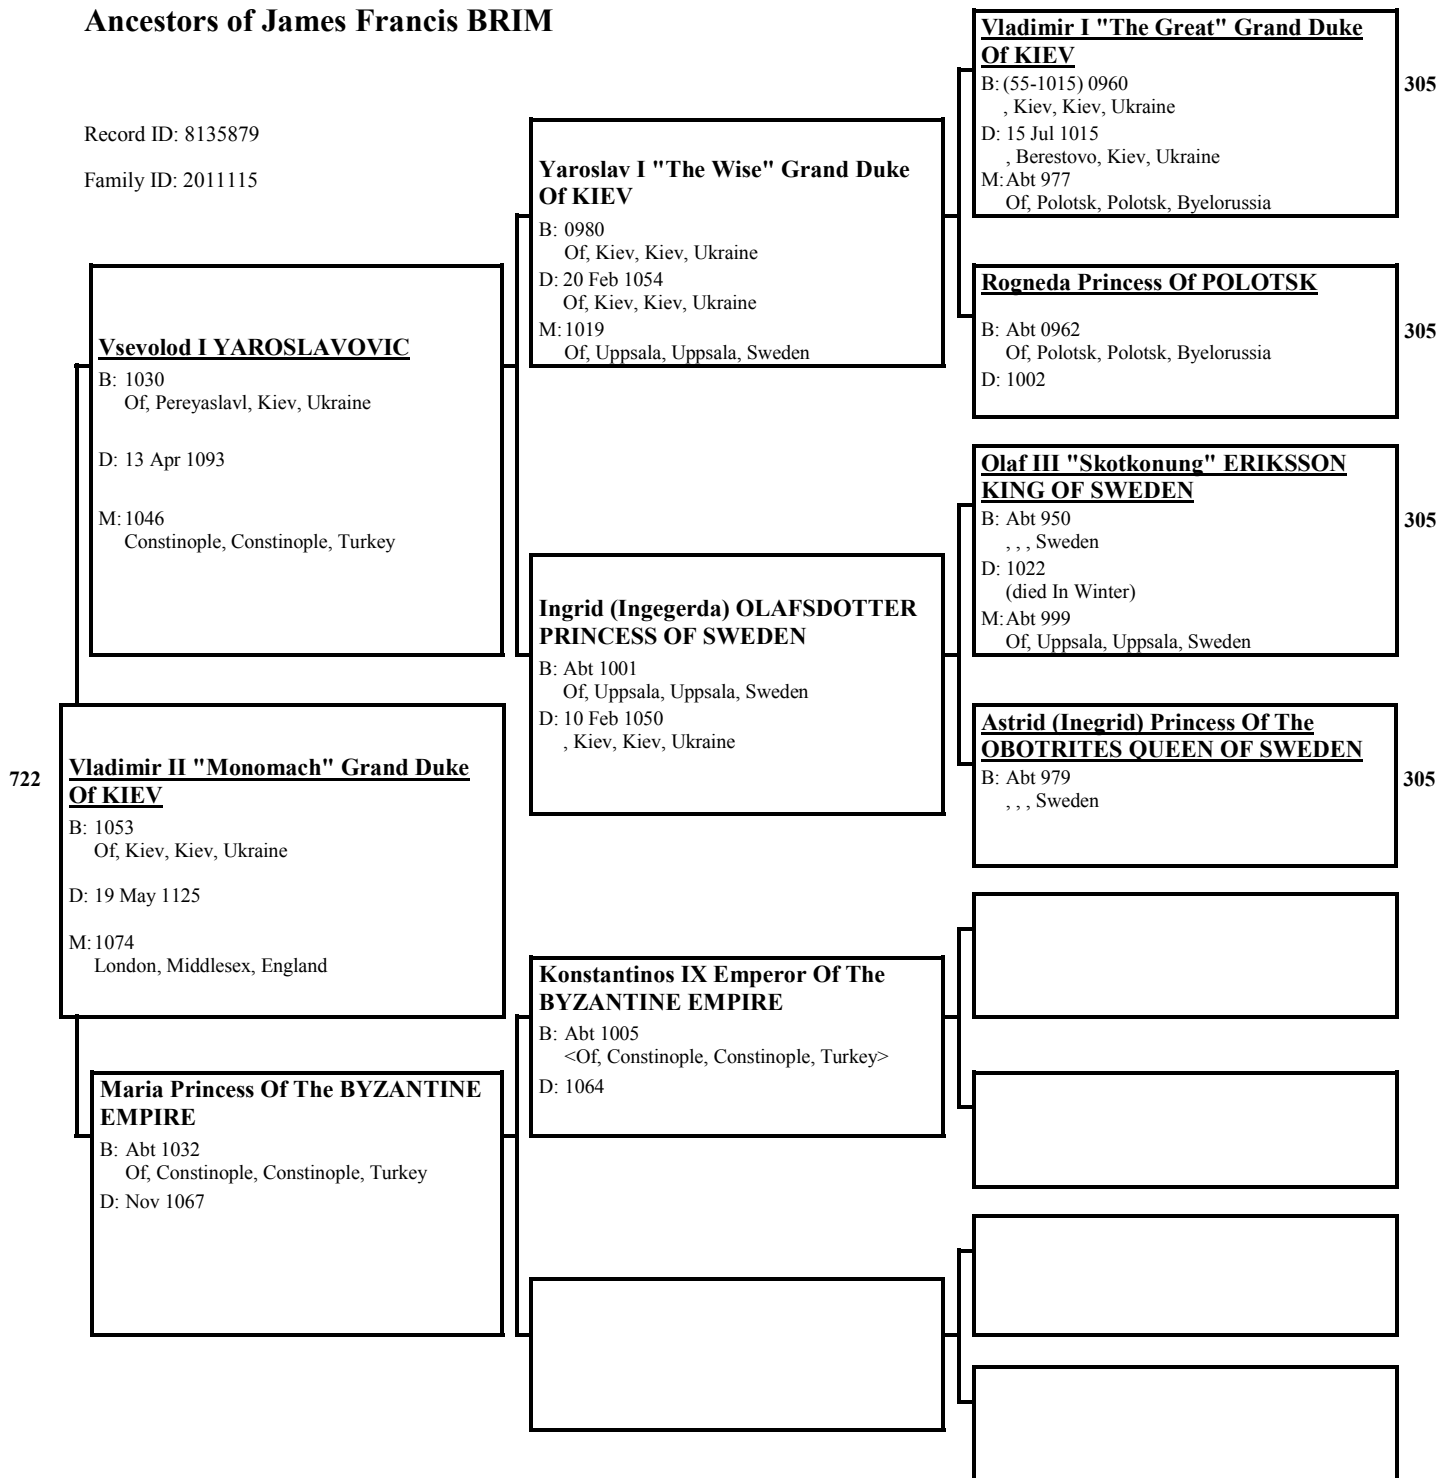 Ancestors of James Francis BRIM
Record ID: 8135879
Family ID: 2011115
Vsevolod I YAROSLAVOVIC
B: 1030
Of, Pereyaslavl, Kiev, Ukraine
D: 13 Apr 1093
M: 1046
Constinople, Constinople, Turkey
722
Vladimir II "Monomach" Grand Duke
Of KIEV
B: 1053
Of, Kiev, Kiev, Ukraine
D: 19 May 1125
M: 1074
London, Middlesex, England
Maria Princess Of The BYZANTINE
EMPIRE
B: Abt 1032
Of, Constinople, Constinople, Turkey
D: Nov 1067
Yaroslav I "The Wise" Grand Duke
Of KIEV
B: 0980
Of, Kiev, Kiev, Ukraine
D: 20 Feb 1054
Of, Kiev, Kiev, Ukraine
M: 1019
Of, Uppsala, Uppsala, Sweden
Ingrid (Ingegerda) OLAFSDOTTER
PRINCESS OF SWEDEN
B: Abt 1001
Of, Uppsala, Uppsala, Sweden
D: 10 Feb 1050
, Kiev, Kiev, Ukraine
Konstantinos IX Emperor Of The
BYZANTINE EMPIRE
B: Abt 1005
<Of, Constinople, Constinople, Turkey>
D: 1064
Vladimir I "The Great" Grand Duke
Of KIEV
B: (55-1015) 0960
, Kiev, Kiev, Ukraine
D: 15 Jul 1015
, Berestovo, Kiev, Ukraine
M: Abt 977
Of, Polotsk, Polotsk, Byelorussia
305
Rogneda Princess Of POLOTSK
B: Abt 0962
Of, Polotsk, Polotsk, Byelorussia
D: 1002
305
Olaf III "Skotkonung" ERIKSSON
KING OF SWEDEN
B: Abt 950
, , , Sweden
D: 1022
(died In Winter)
M: Abt 999
Of, Uppsala, Uppsala, Sweden
305
Astrid (Inegrid) Princess Of The
OBOTRITES QUEEN OF SWEDEN
B: Abt 979
, , , Sweden
305